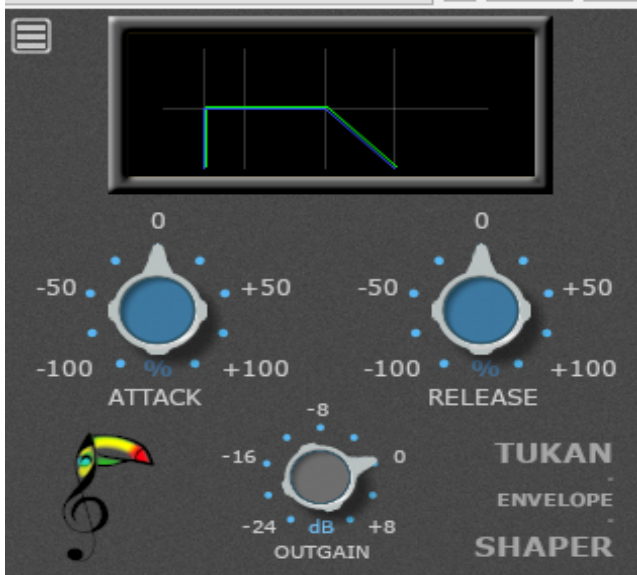 0
0
-50
+50
-50
+50
-100
%
+100
-100
%
+100
ATTACK
RELEASE
-8
-16
0
-24
dB
+8
OUTGAIN
TUKAN
-
ENVELOPE
-
SHAPER